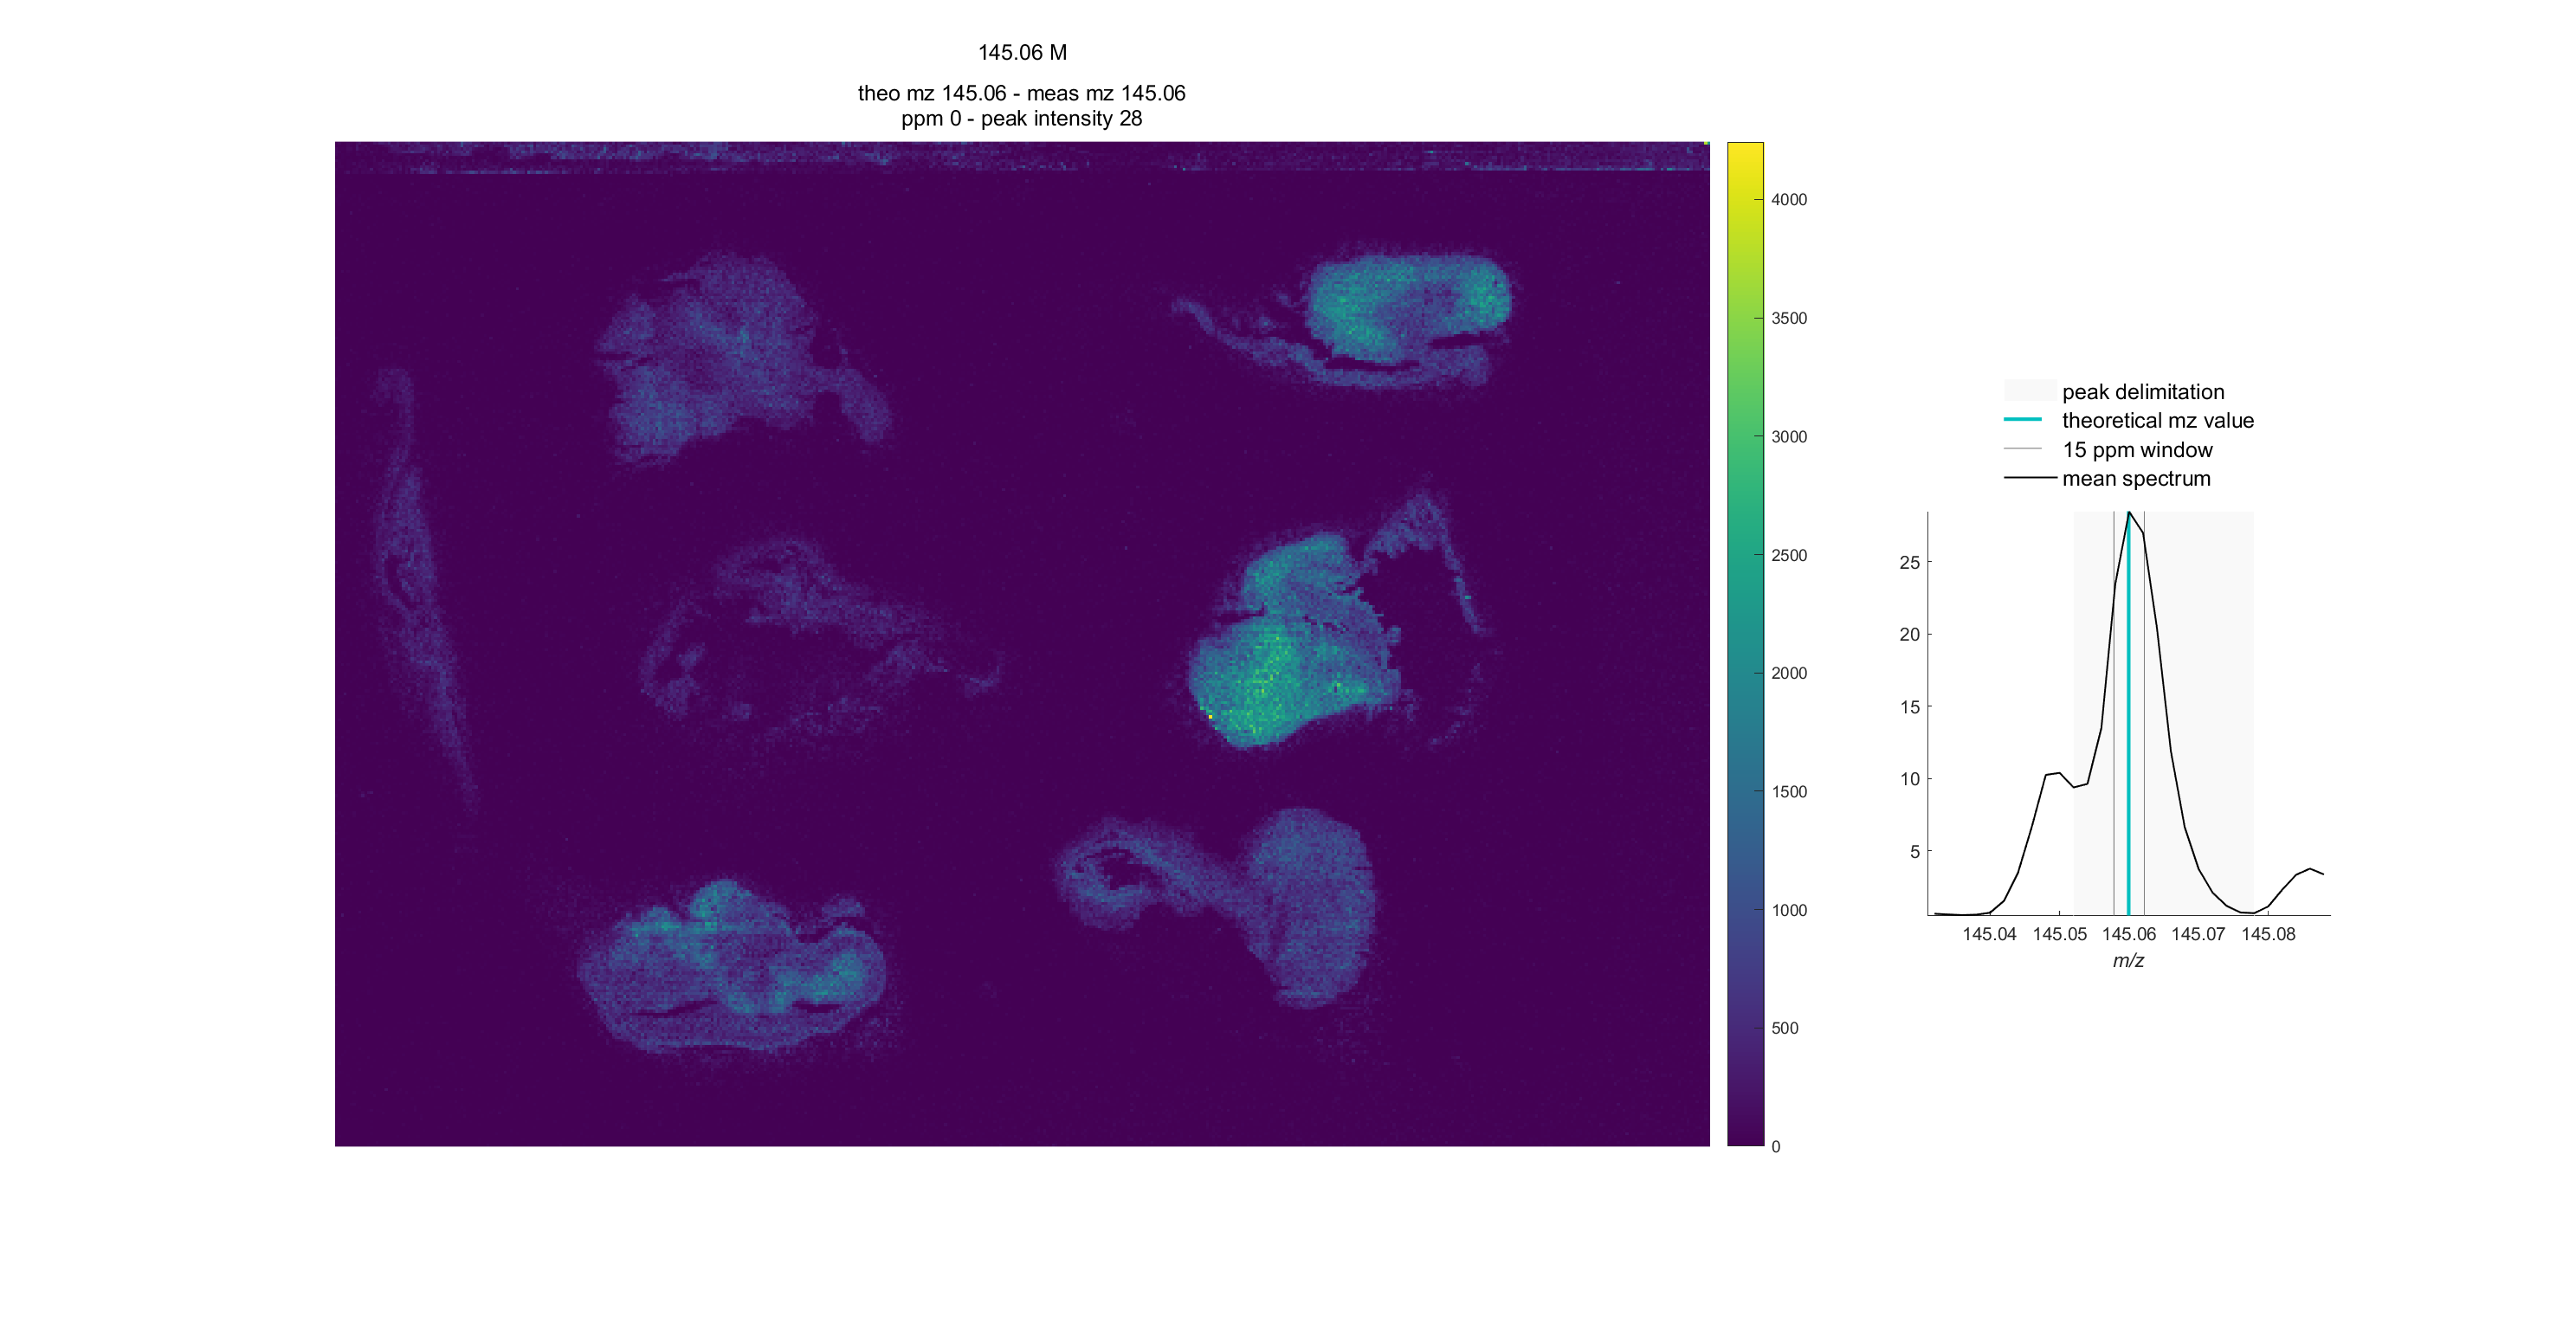 145.06 M
theo mz 145.06 - meas mz 145.06
ppm 0 - peak intensity 28
4000
3500
3000
2500
2000
1500
1000
500
0
peak delimitation
theoretical mz value
15 ppm window
mean spectrum
25
20
15
10
5
145.04 145.05 145.06 145.07 145.08
m/z